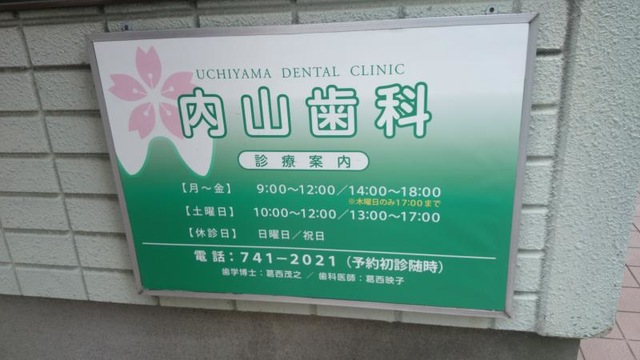 UCHIYAMA DENTAL CLINIC
内山歯科
診療案内
【月〜金】 9:00〜12:00／14:00〜18:00
※木曜日のみ17:00まで
【土曜日】 10:00〜12:00／13:00〜17:00
【休診日】 日曜日／祝日
電話：741-2021（予約初診随時）
歯学博士：葛西茂之 ／ 歯科医師：葛西映子